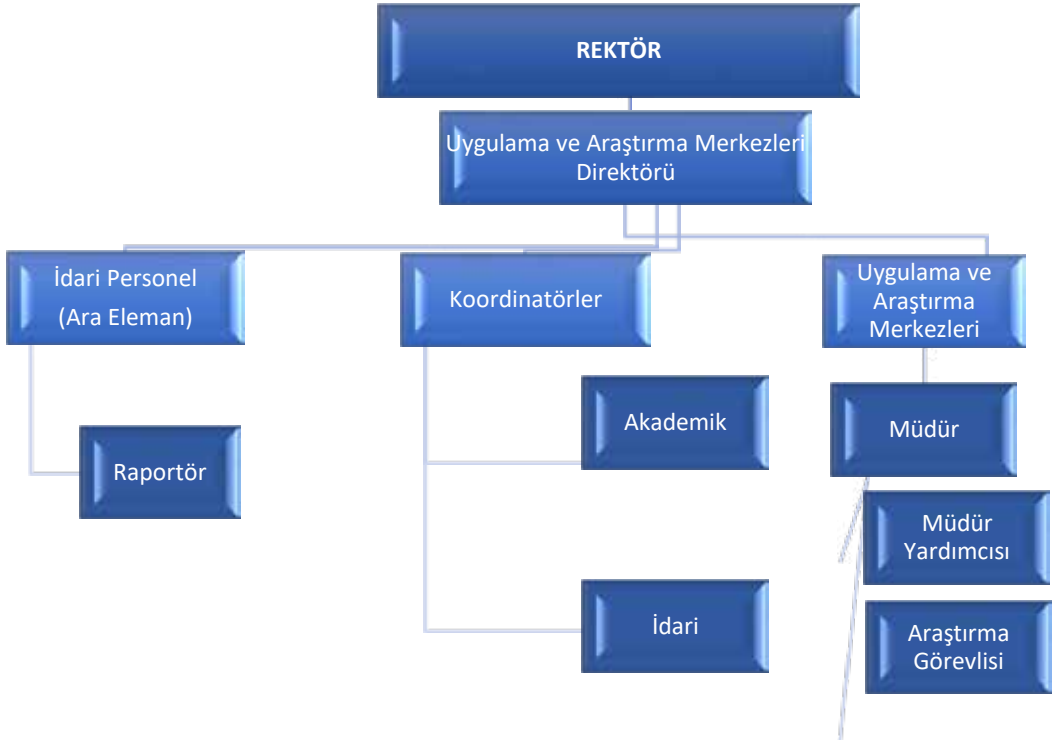 REKTÖR
Uygulama ve Araştırma Merkezleri
Direktörü
İdari Personel
(Ara Eleman)
Koordinatörler
Uygulama ve
Araştırma
Merkezleri
Raportör
Akademik
İdari
Müdür
Müdür
Yardımcısı
Araştırma
Görevlisi